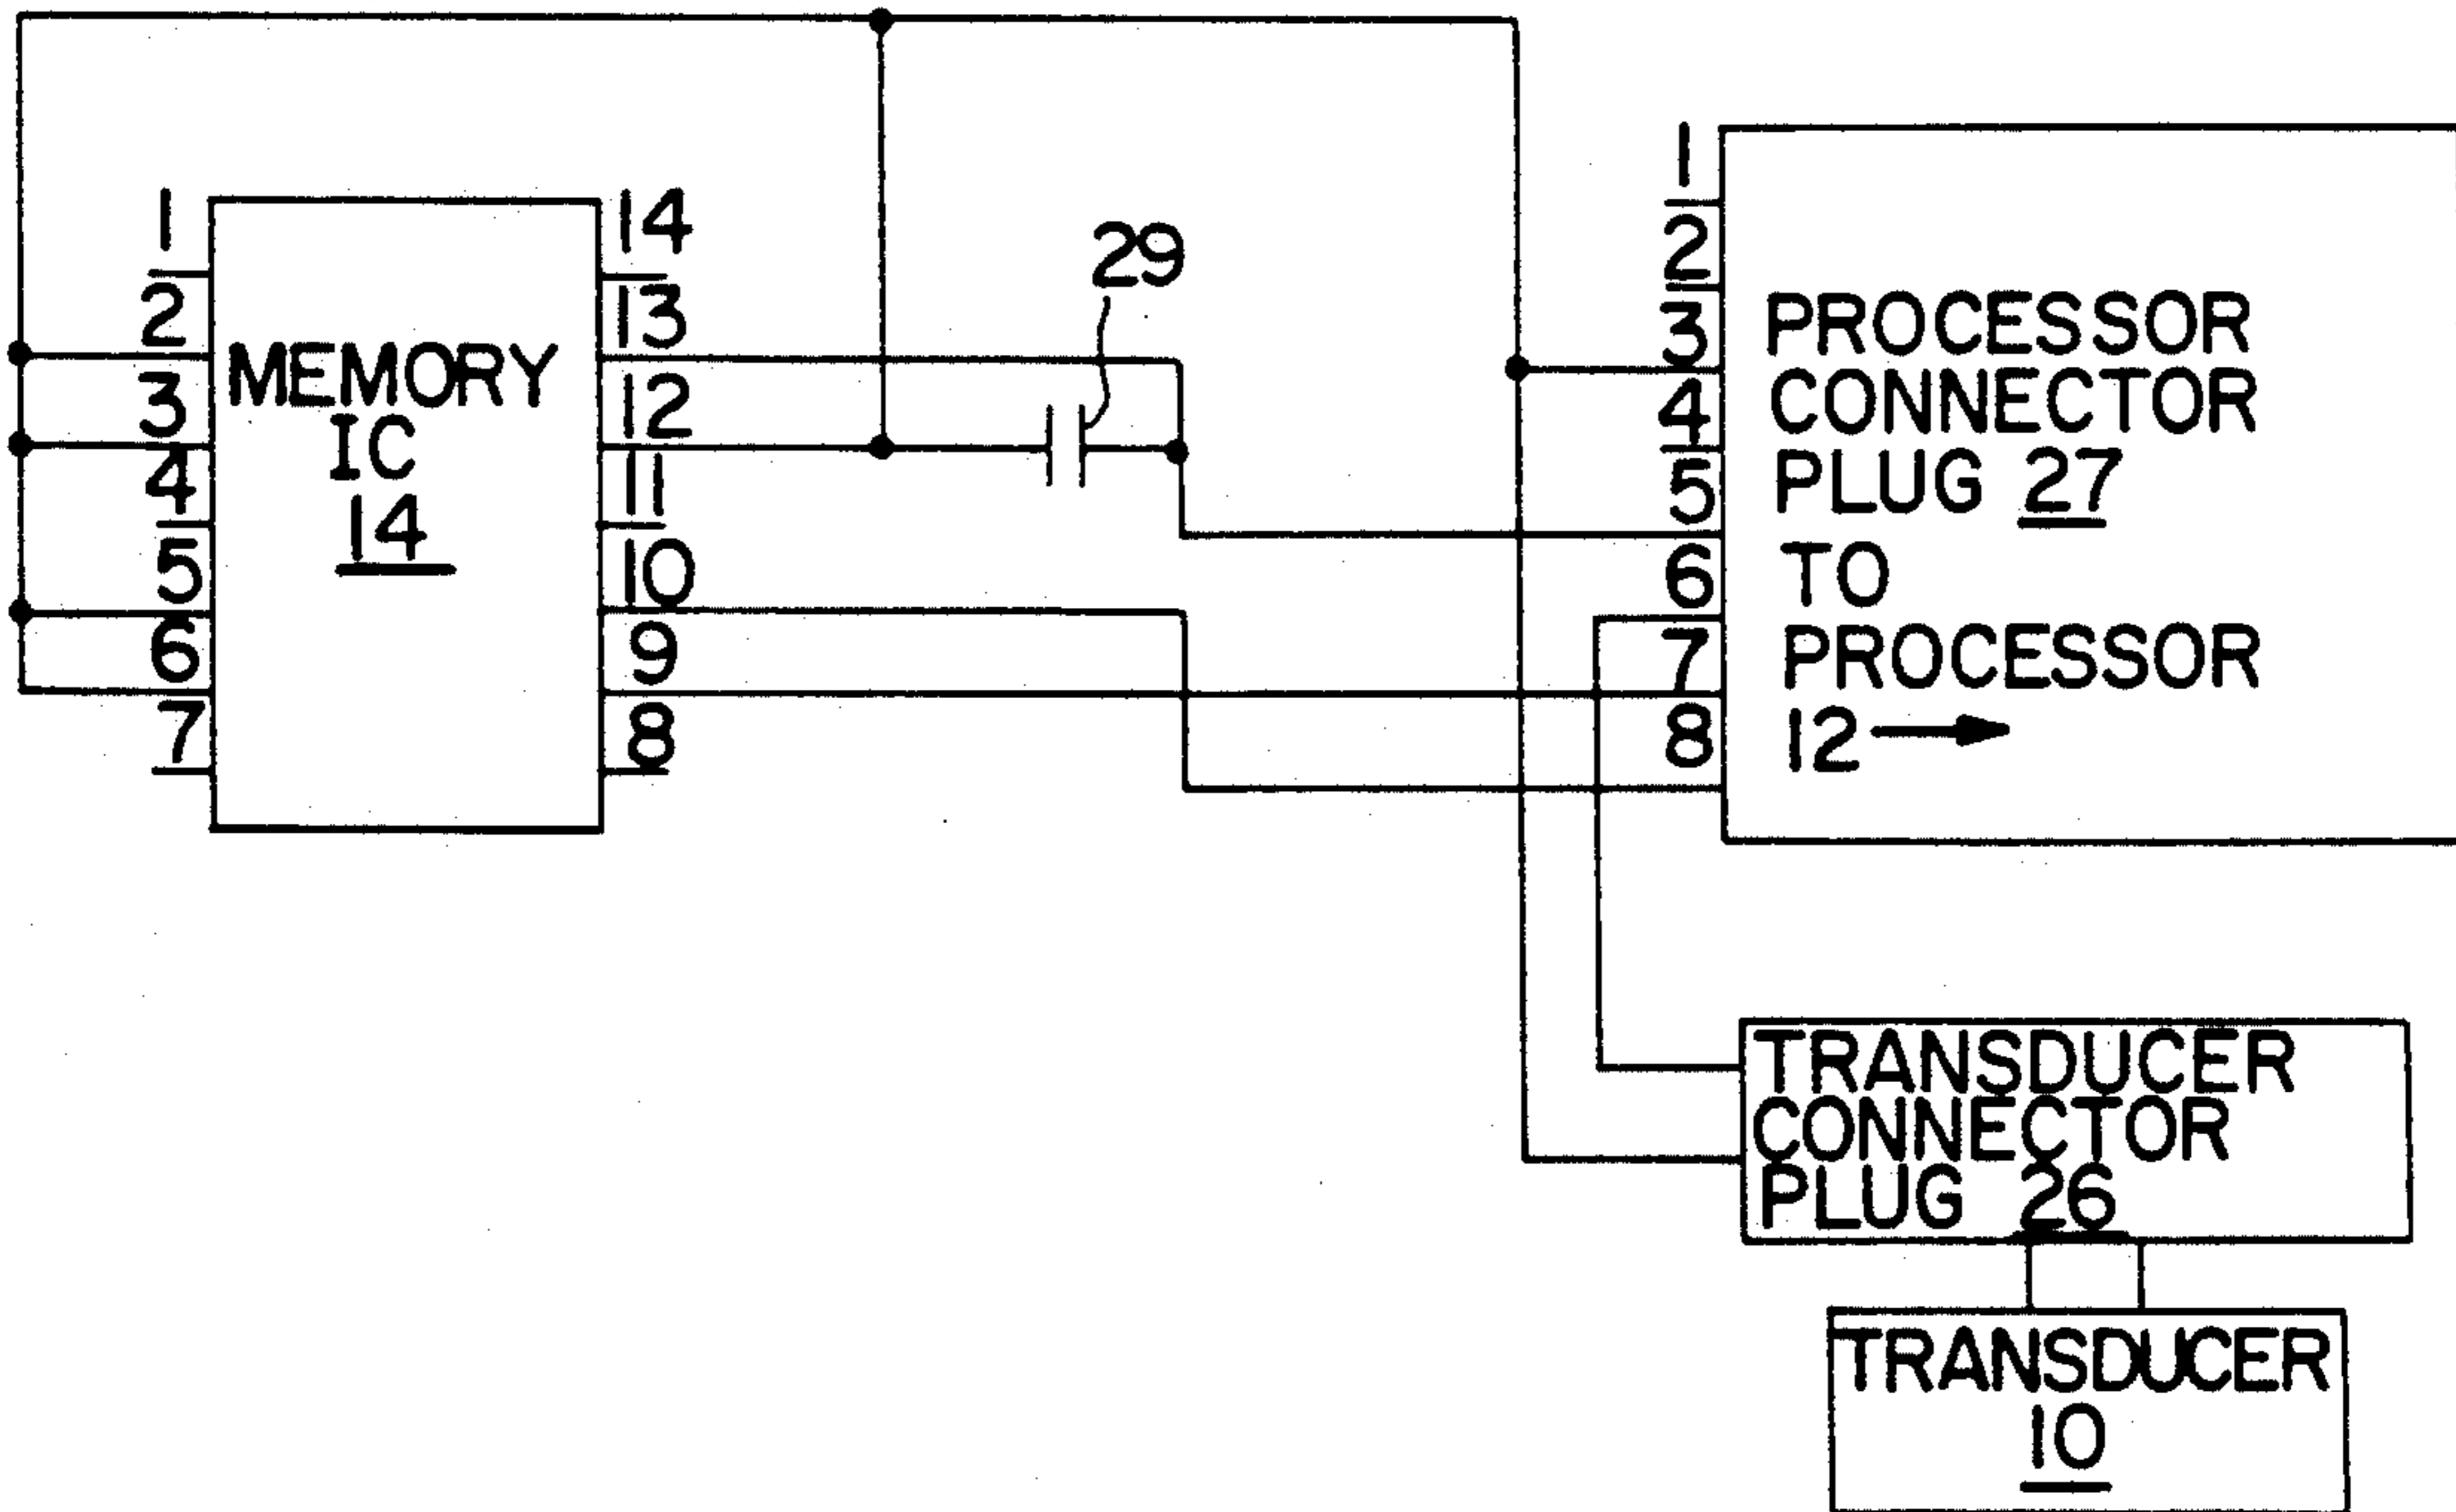 1
2
3
4
5
6
7
MEMORY
IC
14
14
13
12
11
10
9
8
29
1
2
3
4
5
6
7
8
PROCESSOR
CONNECTOR
PLUG 27
TO
PROCESSOR
12
TRANSDUCER
CONNECTOR
PLUG 26
TRANSDUCER
10